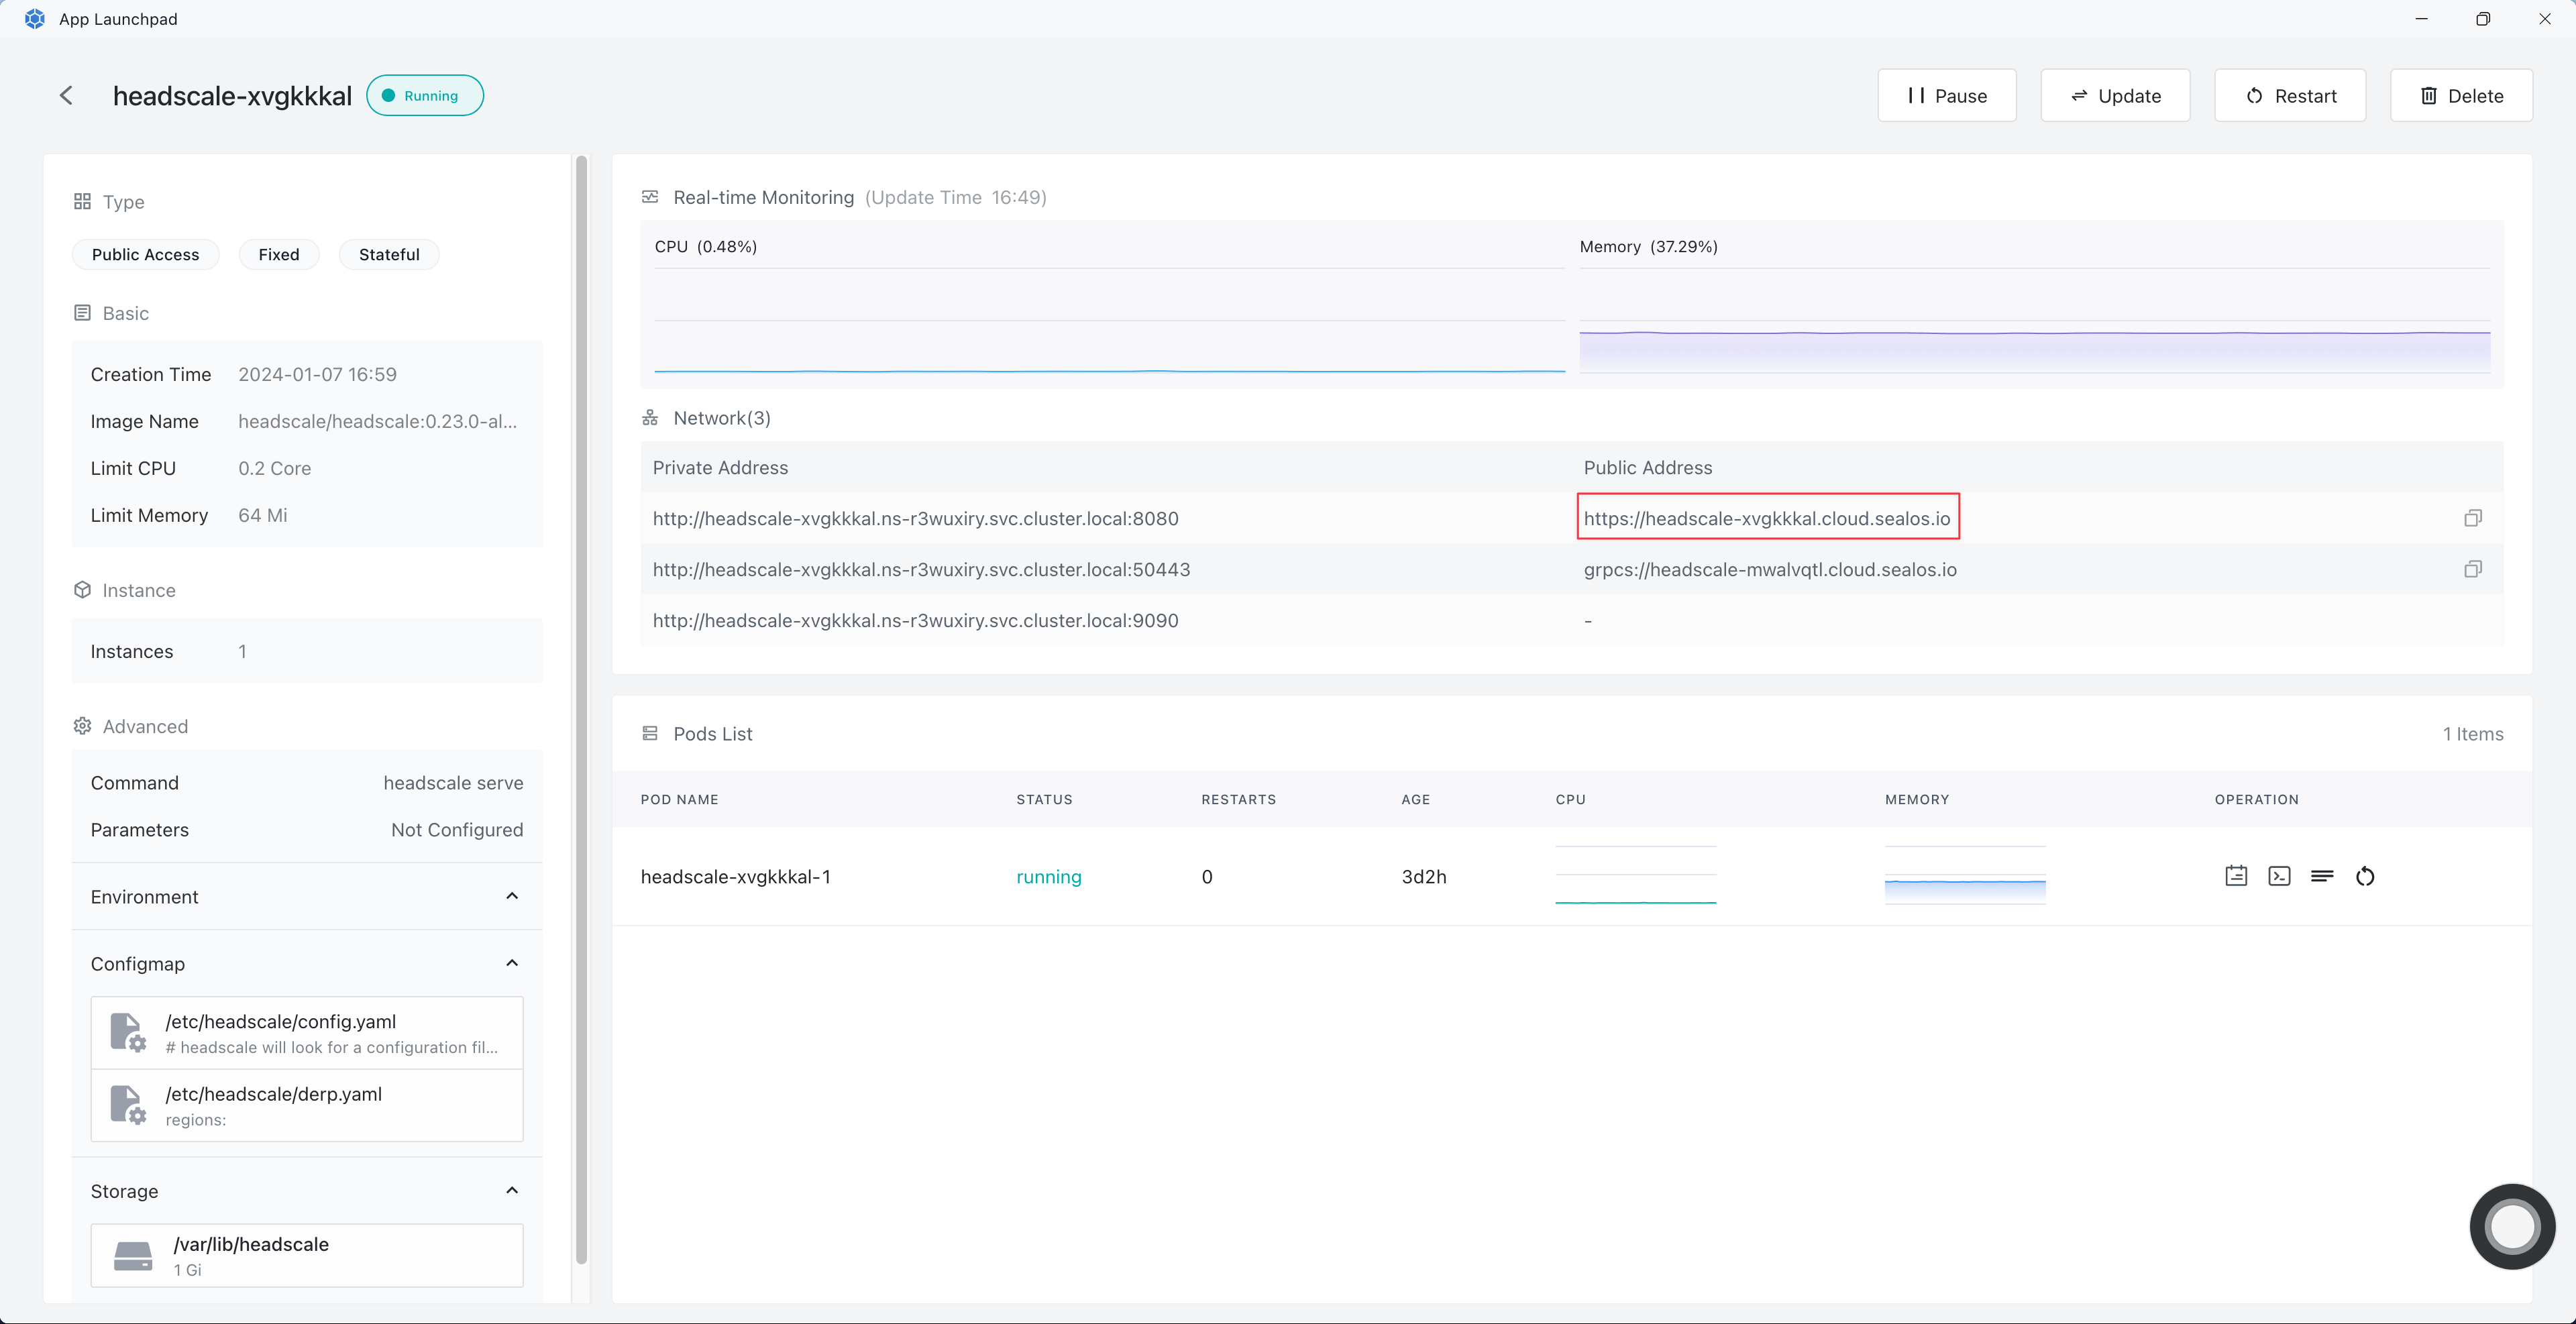 App Launchpad
headscale-xvgkkkal
Running
Pause
Update
Restart
Delete
Type
Public Access
Fixed
Stateful
Basic
Creation Time 2024-01-07 16:59
Image Name headscale/headscale:0.23.0-al...
Limit CPU 0.2 Core
Limit Memory 64 Mi
Instance
Instances 1
Advanced
Command headscale serve
Parameters Not Configured
Environment
Configmap
/etc/headscale/config.yaml
# headscale will look for a configuration fil...
/etc/headscale/derp.yaml
regions:
Storage
/var/lib/headscale
1 Gi
Real-time Monitoring (Update Time 16:49)
CPU (0.48%)
Memory (37.29%)
Network(3)
Private Address Public Address
http://headscale-xvgkkkal.ns-r3wuxiry.svc.cluster.local:8080 https://headscale-xvgkkkal.cloud.sealos.io
http://headscale-xvgkkkal.ns-r3wuxiry.svc.cluster.local:50443 grpcs://headscale-mwalvqtl.cloud.sealos.io
http://headscale-xvgkkkal.ns-r3wuxiry.svc.cluster.local:9090 -
Pods List 1 Items
POD NAME STATUS RESTARTS AGE CPU MEMORY OPERATION
headscale-xvgkkkal-1 running 0 3d2h